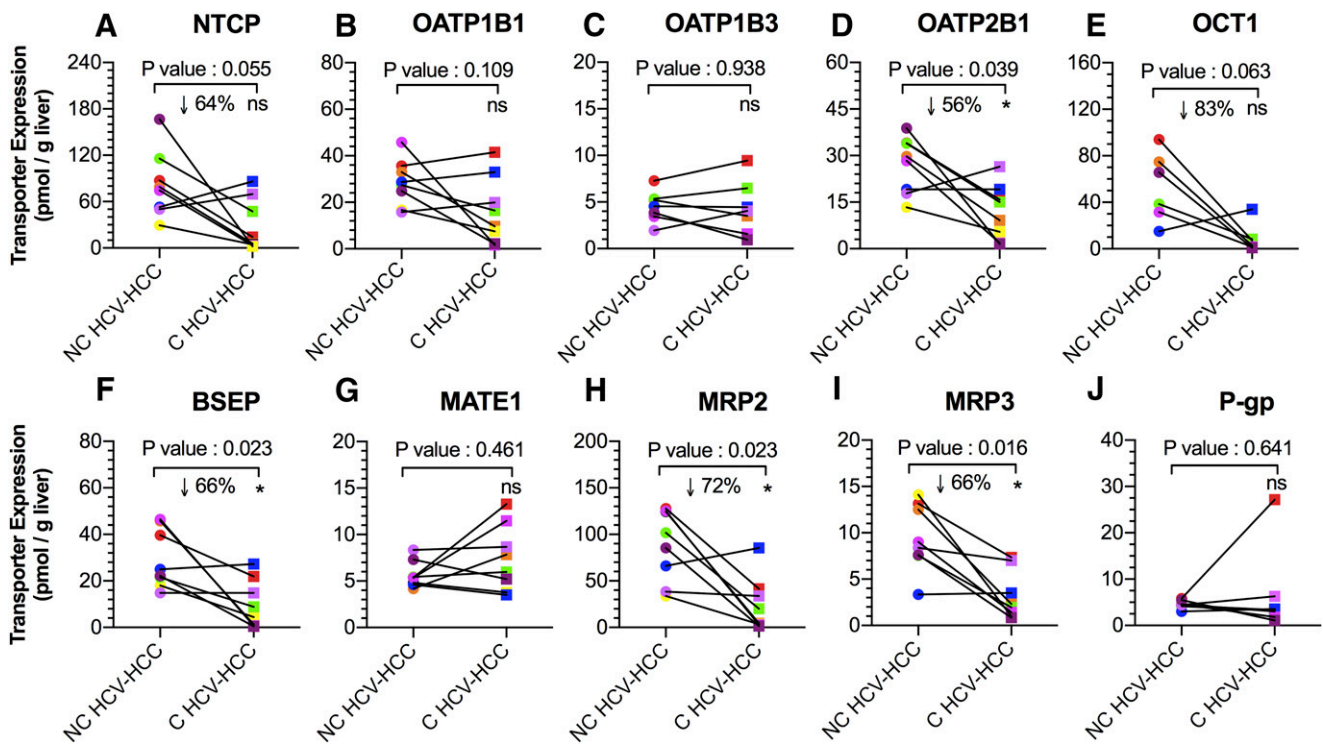 A NTCP
B OATP1B1
C OATP1B3
D OATP2B1
E OCT1
Transporter Expression
(pmol / g liver)
240
180
120
60
0
P value : 0.055
↓ 64% ns
NC HCV-HCC
C HCV-HCC
80
60
40
20
0
P value : 0.109
ns
NC HCV-HCC
C HCV-HCC
20
15
10
5
0
P value : 0.938
ns
NC HCV-HCC
C HCV-HCC
60
45
30
15
0
P value : 0.039
↓ 56% *
NC HCV-HCC
C HCV-HCC
160
120
80
40
0
P value : 0.063
↓ 83% ns
NC HCV-HCC
C HCV-HCC
F BSEP
G MATE1
H MRP2
I MRP3
J P-gp
Transporter Expression
(pmol / g liver)
80
60
40
20
0
P value : 0.023
↓ 66% *
NC HCV-HCC
C HCV-HCC
20
15
10
5
0
P value : 0.461
ns
NC HCV-HCC
C HCV-HCC
200
150
100
50
0
P value : 0.023
↓ 72% *
NC HCV-HCC
C HCV-HCC
20
15
10
5
0
P value : 0.016
↓ 66% *
NC HCV-HCC
C HCV-HCC
40
30
20
10
0
P value : 0.641
ns
NC HCV-HCC
C HCV-HCC